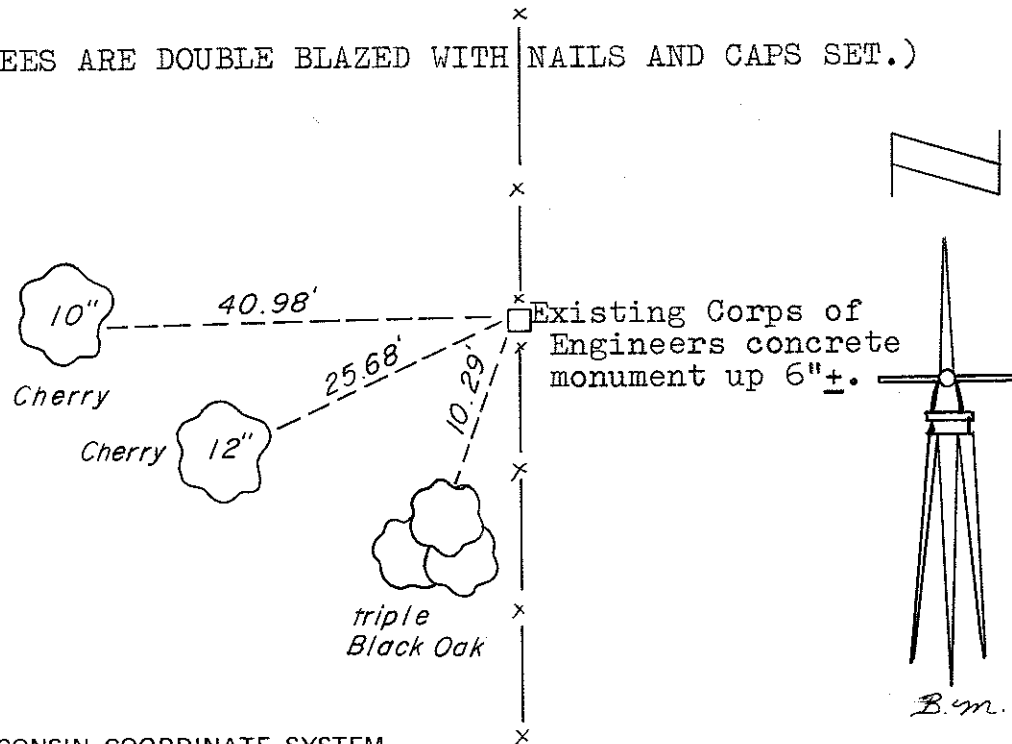 EES ARE DOUBLE BLAZED WITH NAILS AND CAPS SET.)
10"
40.98'
Existing Corps of
Engineers concrete
monument up 6"±.
25.68'
10.29'
Cherry
Cherry
12"
triple
Black Oak
B.m.
CONSIN COORDINATE SYSTEM